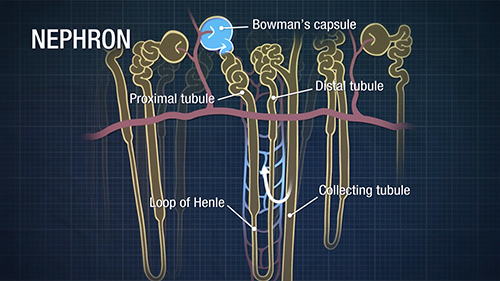 NEPHRON
Bowman's capsule
Proximal tubule
Distal tubule
Loop of Henle
Collecting tubule